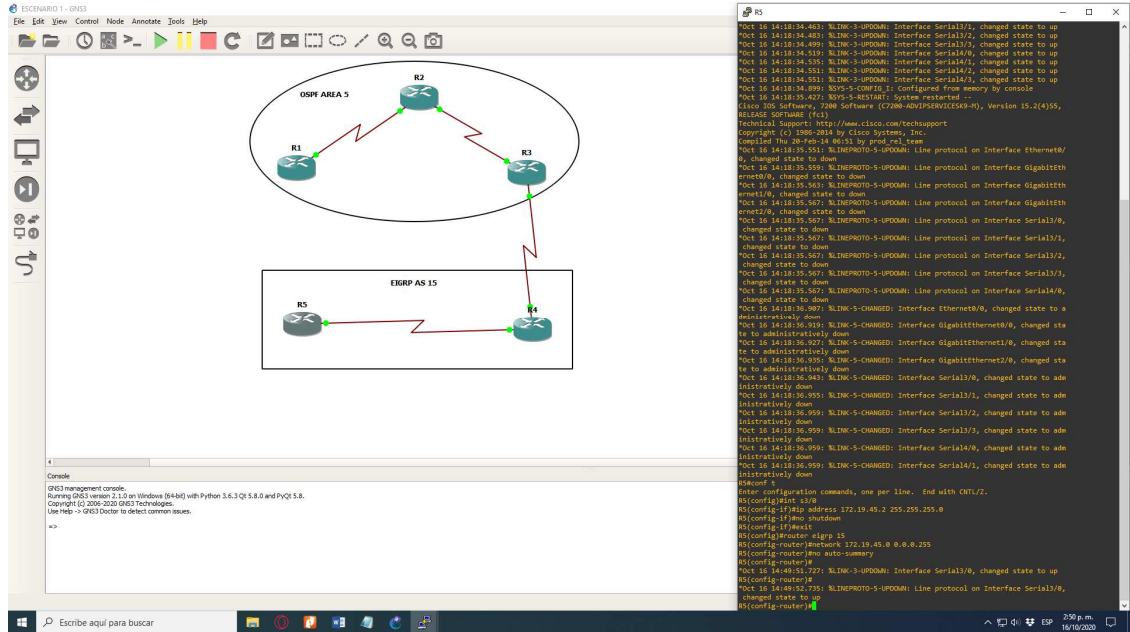 ESCENARIO 1 - GNS3
File Edit View Control Node Annotate Tools Help
OSPF AREA 5
R2
R1
R3
EIGRP AS 15
R5
R4
Console
GNS3 management console.
Running GNS3 version 2.1.0 on Windows (64-bit) with Python 3.6.3 Qt 5.8.0 and PyQt 5.8.
Copyright (c) 2006-2020 GNS3 Technologies.
Use Help -> GNS3 Doctor to detect common issues.
=>
R5
*Oct 16 14:18:34.463: %LINK-3-UPDOWN: Interface Serial3/1, changed state to up
*Oct 16 14:18:34.483: %LINK-3-UPDOWN: Interface Serial3/2, changed state to up
*Oct 16 14:18:34.499: %LINK-3-UPDOWN: Interface Serial3/3, changed state to up
*Oct 16 14:18:34.519: %LINK-3-UPDOWN: Interface Serial4/0, changed state to up
*Oct 16 14:18:34.535: %LINK-3-UPDOWN: Interface Serial4/1, changed state to up
*Oct 16 14:18:34.551: %LINK-3-UPDOWN: Interface Serial4/2, changed state to up
*Oct 16 14:18:34.551: %LINK-3-UPDOWN: Interface Serial4/3, changed state to up
*Oct 16 14:18:34.899: %SYS-5-CONFIG_I: Configured from memory by console
*Oct 16 14:18:35.427: %SYS-5-RESTART: System restarted --
Cisco IOS Software, 7200 Software (C7200-ADVIPSERVICESK9-M), Version 15.2(4)S5,
RELEASE SOFTWARE (fc1)
Technical Support: http://www.cisco.com/techsupport
Copyright (c) 1986-2014 by Cisco Systems, Inc.
Compiled Thu 20-Feb-14 06:51 by prod_rel_team
*Oct 16 14:18:35.551: %LINEPROTO-5-UPDOWN: Line protocol on Interface Ethernet0/
0, changed state to down
*Oct 16 14:18:35.559: %LINEPROTO-5-UPDOWN: Line protocol on Interface GigabitEth
ernet0/0, changed state to down
*Oct 16 14:18:35.563: %LINEPROTO-5-UPDOWN: Line protocol on Interface GigabitEth
ernet1/0, changed state to down
*Oct 16 14:18:35.567: %LINEPROTO-5-UPDOWN: Line protocol on Interface GigabitEth
ernet2/0, changed state to down
*Oct 16 14:18:35.567: %LINEPROTO-5-UPDOWN: Line protocol on Interface Serial3/0,
changed state to down
*Oct 16 14:18:35.567: %LINEPROTO-5-UPDOWN: Line protocol on Interface Serial3/1,
changed state to down
*Oct 16 14:18:35.567: %LINEPROTO-5-UPDOWN: Line protocol on Interface Serial3/2,
changed state to down
*Oct 16 14:18:35.567: %LINEPROTO-5-UPDOWN: Line protocol on Interface Serial3/3,
changed state to down
*Oct 16 14:18:35.567: %LINEPROTO-5-UPDOWN: Line protocol on Interface Serial4/0,
changed state to down
*Oct 16 14:18:36.907: %LINK-5-CHANGED: Interface Ethernet0/0, changed state to a
dministratively down
*Oct 16 14:18:36.919: %LINK-5-CHANGED: Interface GigabitEthernet0/0, changed sta
te to administratively down
*Oct 16 14:18:36.927: %LINK-5-CHANGED: Interface GigabitEthernet1/0, changed sta
te to administratively down
*Oct 16 14:18:36.935: %LINK-5-CHANGED: Interface GigabitEthernet2/0, changed sta
te to administratively down
*Oct 16 14:18:36.943: %LINK-5-CHANGED: Interface Serial3/0, changed state to adm
inistratively down
*Oct 16 14:18:36.955: %LINK-5-CHANGED: Interface Serial3/1, changed state to adm
inistratively down
*Oct 16 14:18:36.959: %LINK-5-CHANGED: Interface Serial3/2, changed state to adm
inistratively down
*Oct 16 14:18:36.959: %LINK-5-CHANGED: Interface Serial3/3, changed state to adm
inistratively down
*Oct 16 14:18:36.959: %LINK-5-CHANGED: Interface Serial4/0, changed state to adm
inistratively down
*Oct 16 14:18:36.959: %LINK-5-CHANGED: Interface Serial4/1, changed state to adm
inistratively down
R5#conf t
Enter configuration commands, one per line.  End with CNTL/Z.
R5(config)#int s3/0
R5(config-if)#ip address 172.19.45.2 255.255.255.0
R5(config-if)#no shutdown
R5(config-if)#exit
R5(config)#router eigrp 15
R5(config-router)#network 172.19.45.0 0.0.0.255
R5(config-router)#no auto-summary
R5(config-router)#
*Oct 16 14:49:51.727: %LINK-3-UPDOWN: Interface Serial3/0, changed state to up
R5(config-router)#
*Oct 16 14:49:52.735: %LINEPROTO-5-UPDOWN: Line protocol on Interface Serial3/0,
changed state to up
R5(config-router)#
Escribe aquí para buscar
ESP
2:50 p. m.
16/10/2020